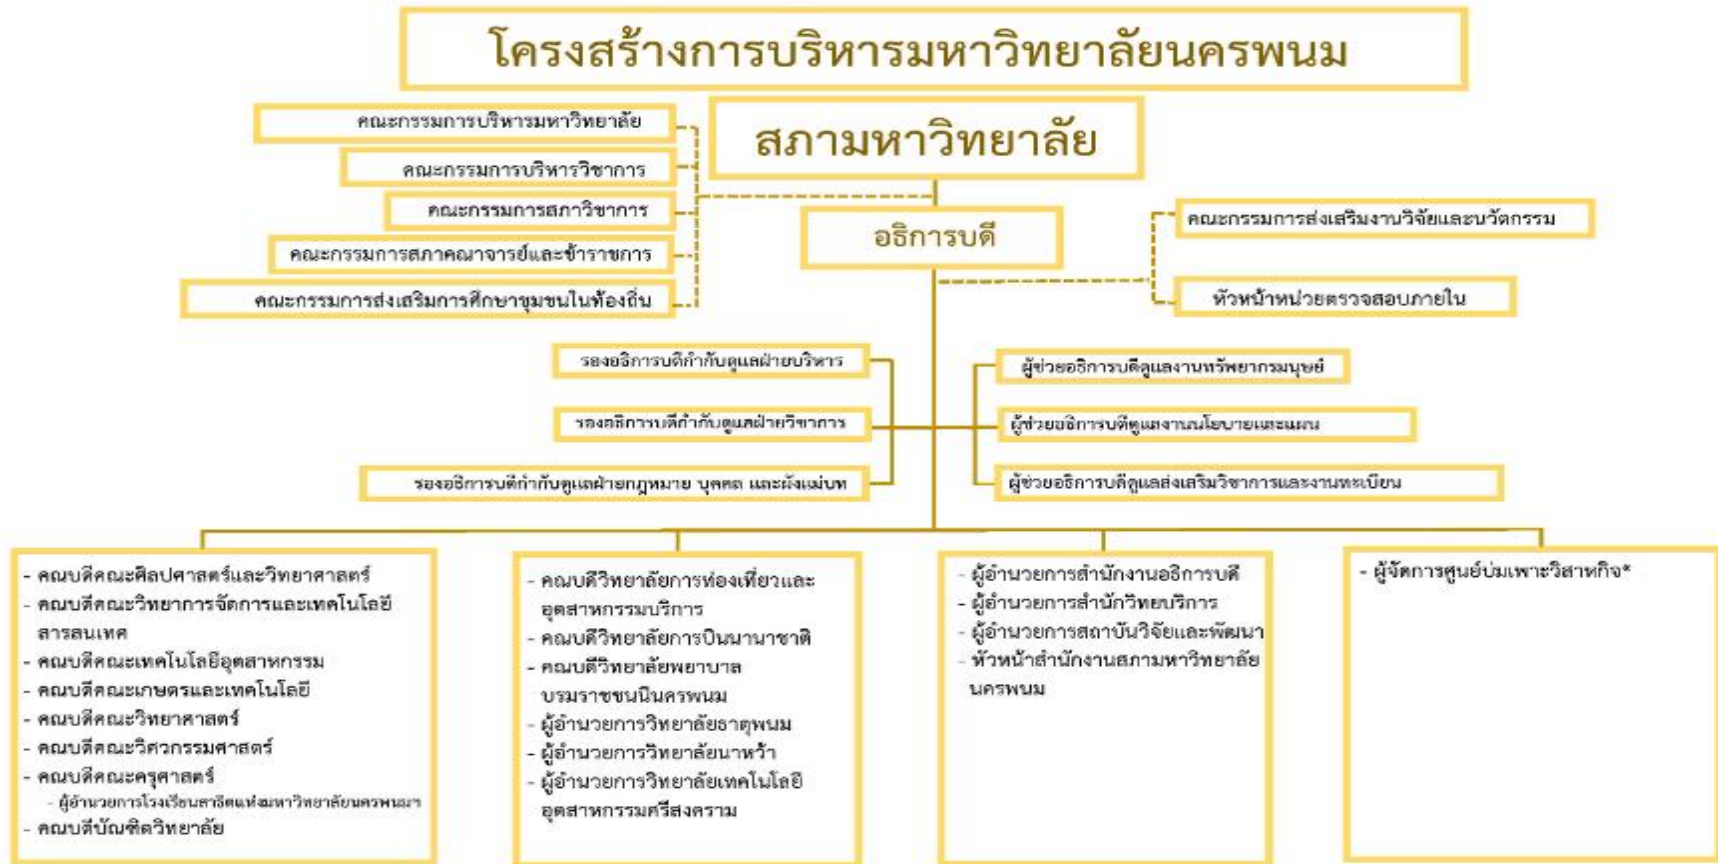 โครงสร้างการบริหารมหาวิทยาลัยนครพนม
สภามหาวิทยาลัย
คณะกรรมการบริหารมหาวิทยาลัย
คณะกรรมการบริหารวิชาการ
คณะกรรมการสภาวิชาการ
คณะกรรมการสภาคณาจารย์และข้าราชการ
คณะกรรมการส่งเสริมการศึกษาชุมชนในท้องถิ่น
อธิการบดี
คณะกรรมการส่งเสริมงานวิจัยและนวัตกรรม
หัวหน้าหน่วยตรวจสอบภายใน
รองอธิการบดีกำกับดูแลฝ่ายบริหาร
รองอธิการบดีกำกับดูแลฝ่ายวิชาการ
รองอธิการบดีกำกับดูแลฝ่ายกฎหมาย บุคคล และผังแม่บท
ผู้ช่วยอธิการบดีดูแลงานทรัพยากรมนุษย์
ผู้ช่วยอธิการบดีดูแลงานนโยบายและแผน
ผู้ช่วยอธิการบดีดูแลส่งเสริมวิชาการและงานทะเบียน
- คณบดีคณะศิลปศาสตร์และวิทยาศาสตร์
- คณบดีคณะวิทยาการจัดการและเทคโนโลยี
สารสนเทศ
- คณบดีคณะเทคโนโลยีอุตสาหกรรม
- คณบดีคณะเกษตรและเทคโนโลยี
- คณบดีคณะวิทยาศาสตร์
- คณบดีคณะวิศวกรรมศาสตร์
- คณบดีคณะครุศาสตร์
- ผู้อำนวยการโรงเรียนสาธิตแห่งมหาวิทยาลัยนครพนมฯ
- คณบดีบัณฑิตวิทยาลัย
- คณบดีวิทยาลัยการท่องเที่ยวและ
อุตสาหกรรมบริการ
- คณบดีวิทยาลัยการบินนานาชาติ
- คณบดีวิทยาลัยพยาบาล
บรมราชชนนีนครพนม
- ผู้อำนวยการวิทยาลัยธาตุพนม
- ผู้อำนวยการวิทยาลัยนาหว้า
- ผู้อำนวยการวิทยาลัยเทคโนโลยี
อุตสาหกรรมศรีสงคราม
- ผู้อำนวยการสำนักงานอธิการบดี
- ผู้อำนวยการสำนักวิทยบริการ
- ผู้อำนวยการสถาบันวิจัยและพัฒนา
- หัวหน้าสำนักงานสภามหาวิทยาลัย
นครพนม
- ผู้จัดการศูนย์บ่มเพาะวิสาหกิจ*